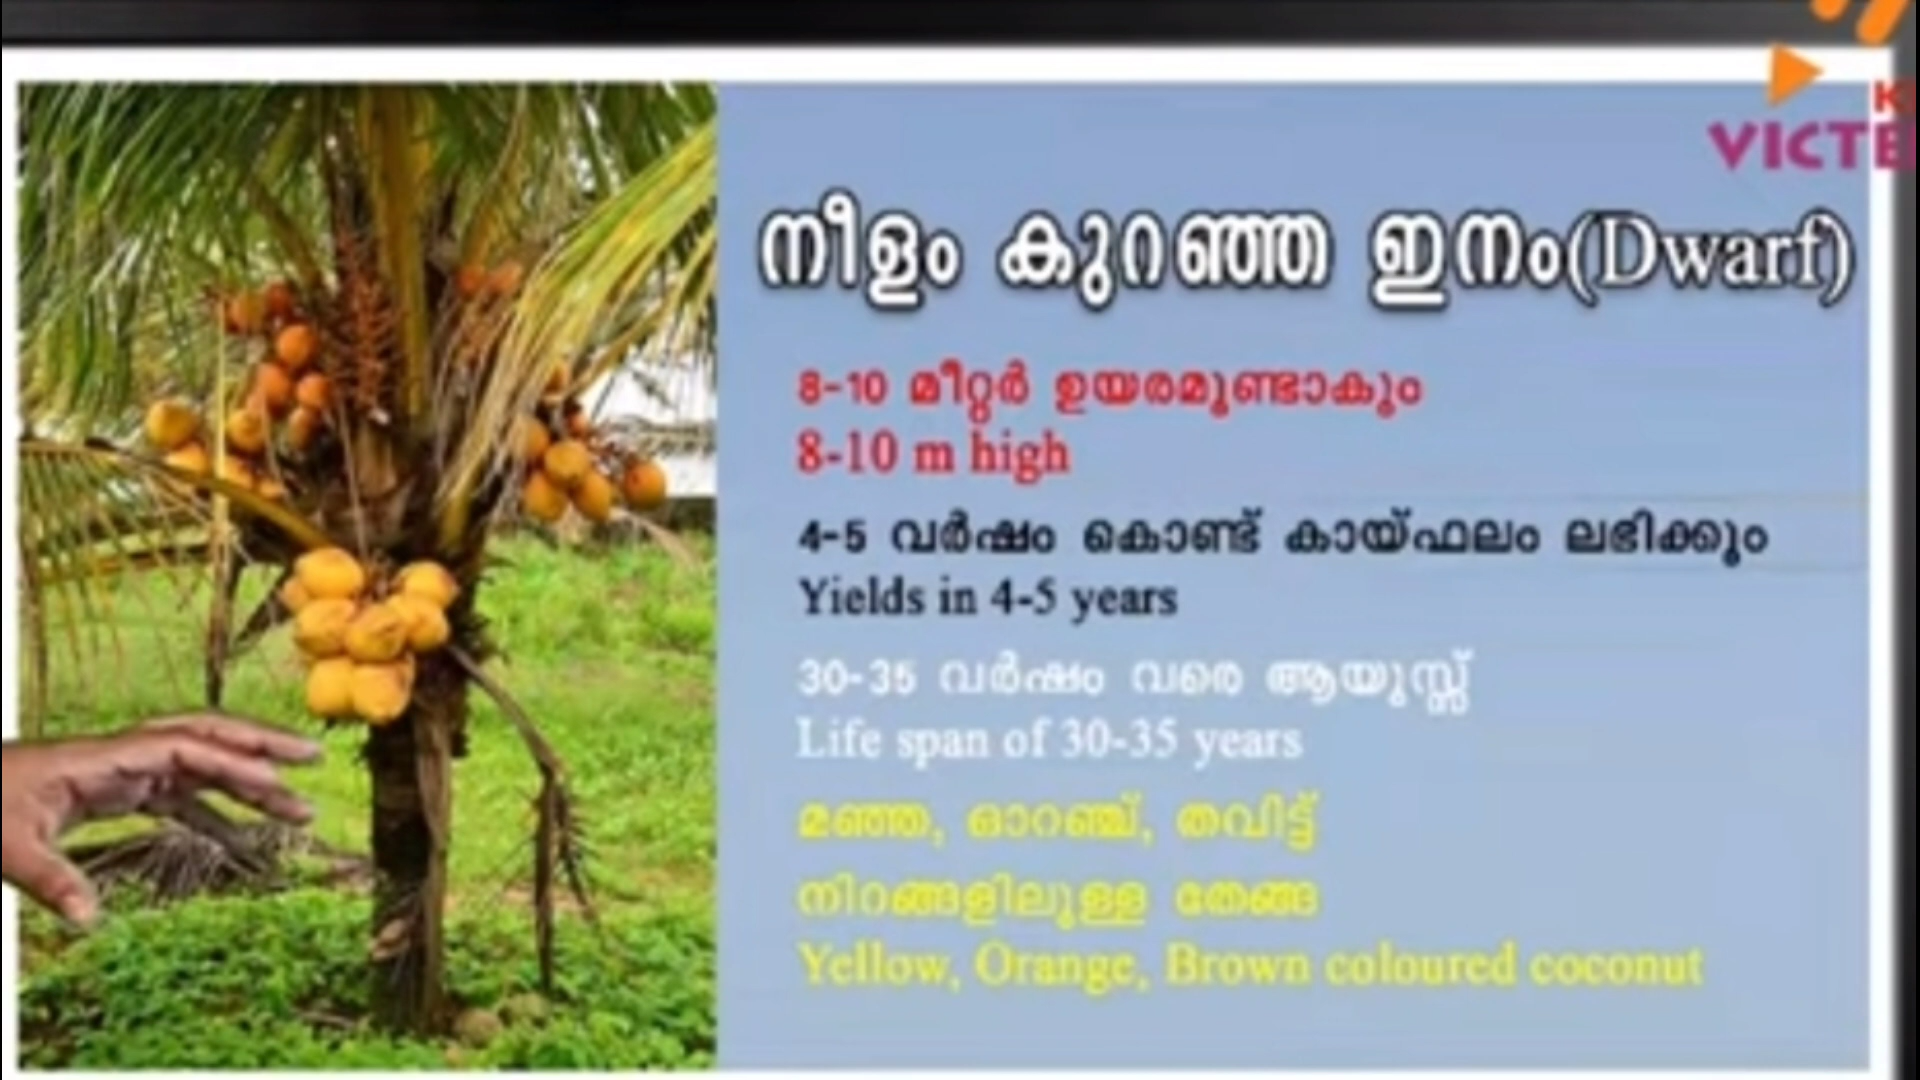 K
VICTE
നീളം കുറഞ്ഞ ഇനം(Dwarf)
8-10 മീറ്റർ ഉയരമുണ്ടാകും
8-10 m high
4-5 വർഷം കൊണ്ട് കായ്ഫലം ലഭിക്കും
Yields in 4-5 years
30-35 വർഷം വരെ ആയുസ്സ്
Life span of 30-35 years
മഞ്ഞ, ഓറഞ്ച്, തവിട്ട്
നിറങ്ങളിലുള്ള തേങ്ങ
Yellow, Orange, Brown coloured coconut